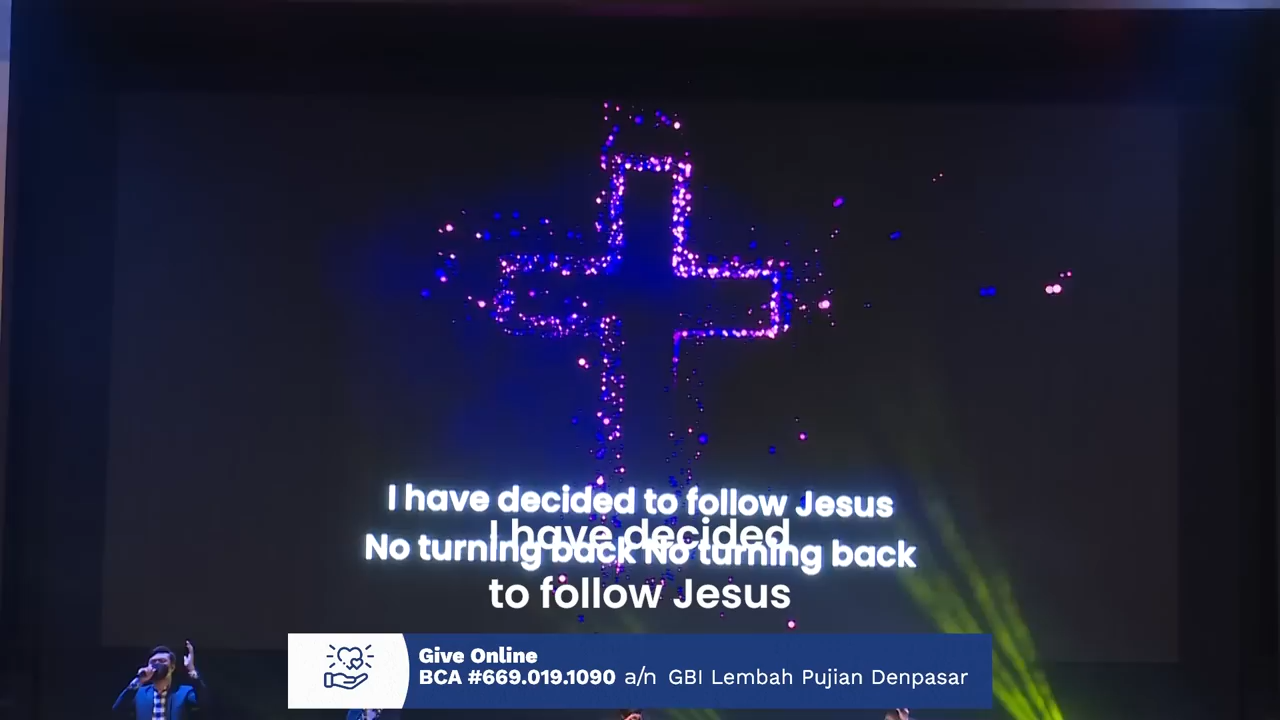 I have decided to follow Jesus
No turning back No turning back
I have decided
to follow Jesus
Give Online
BCA #669.019.1090 a/n GBI Lembah Pujian Denpasar